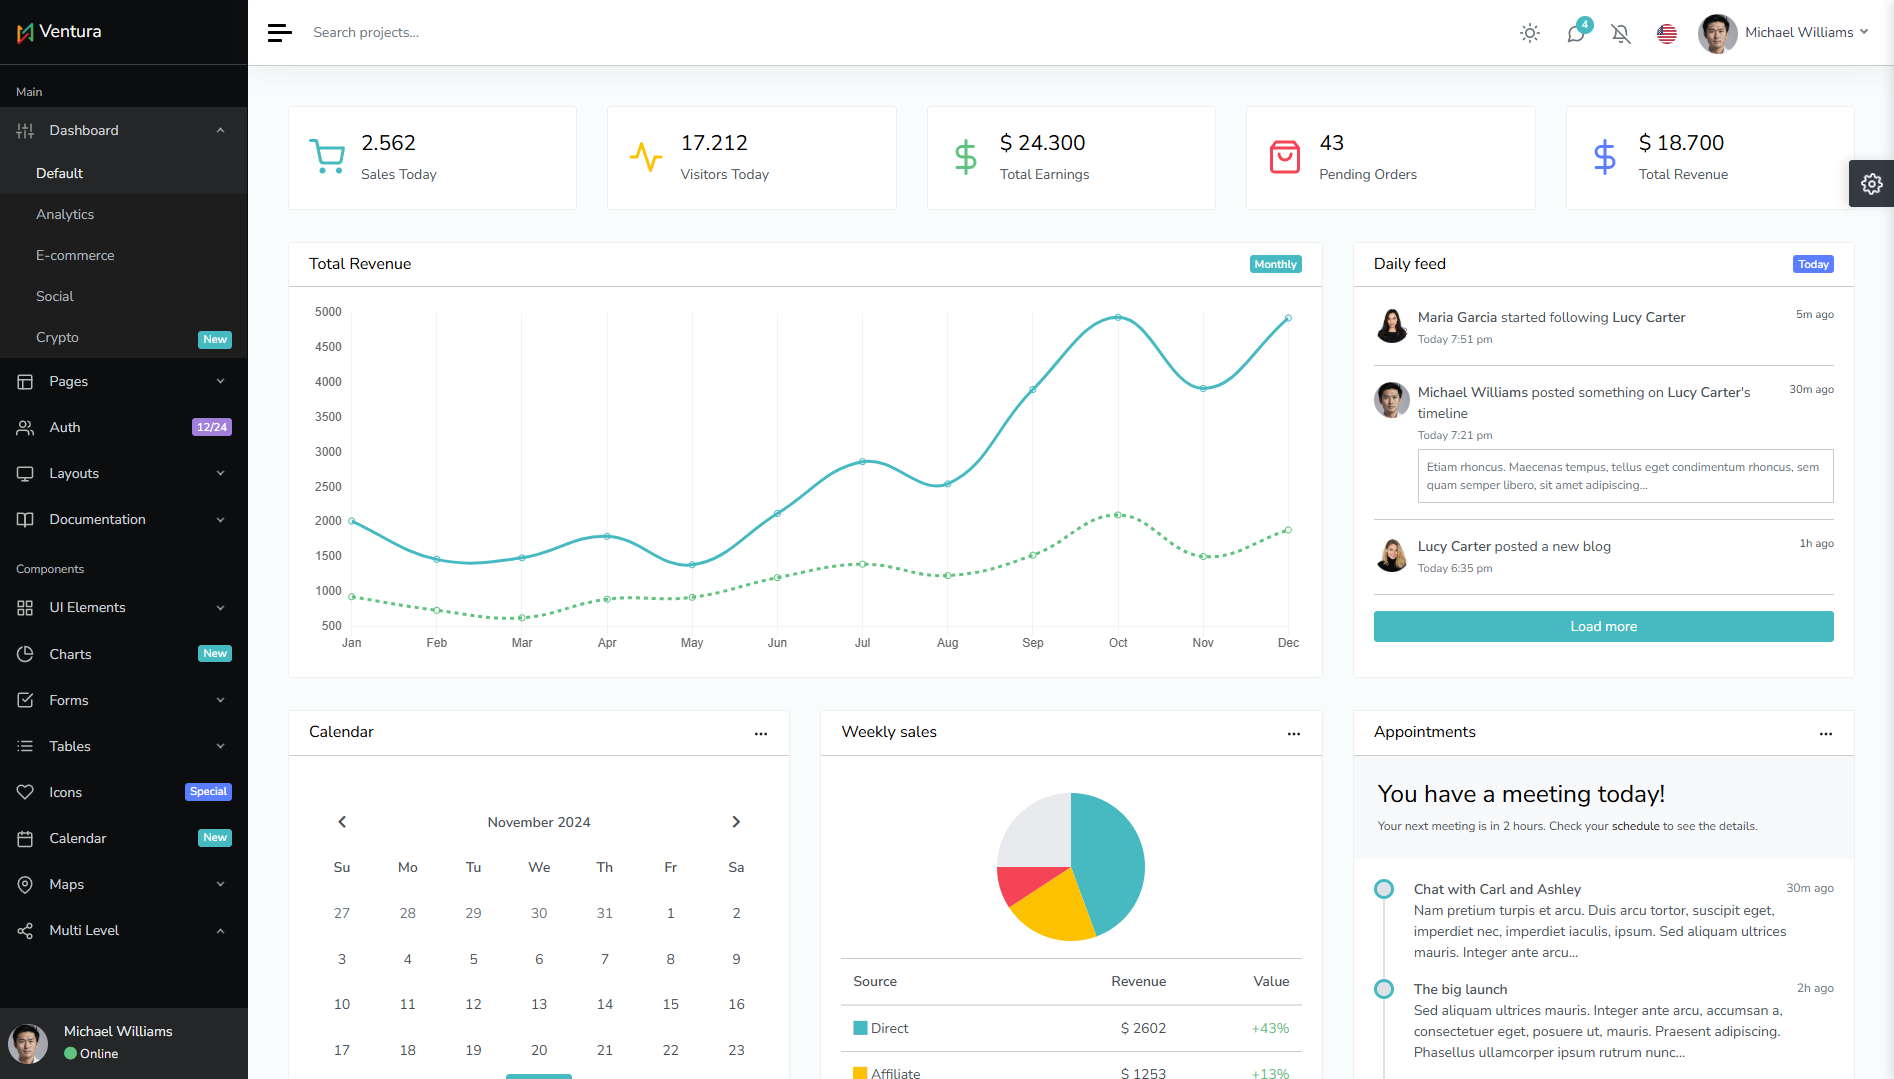 Ventura
Search projects...
4
Michael Williams
Main
Dashboard
Default
Analytics
E-commerce
Social
Crypto
New
Pages
Auth
12/24
Layouts
Documentation
Components
UI Elements
Charts
New
Forms
Tables
Icons
Special
Calendar
New
Maps
Multi Level
Michael Williams
Online
2.562
Sales Today
17.212
Visitors Today
$ 24.300
Total Earnings
43
Pending Orders
$ 18.700
Total Revenue
Total Revenue
Monthly
5000
4500
4000
3500
3000
2500
2000
1500
1000
500
Jan Feb Mar Apr May Jun Jul Aug Sep Oct Nov Dec
Daily feed
Today
Maria Garcia started following Lucy Carter
5m ago
Today 7:51 pm
Michael Williams posted something on Lucy Carter's
timeline
30m ago
Today 7:21 pm
Etiam rhoncus. Maecenas tempus, tellus eget condimentum rhoncus, sem
quam semper libero, sit amet adipiscing...
Lucy Carter posted a new blog
1h ago
Today 6:35 pm
Load more
Calendar
November 2024
Su Mo Tu We Th Fr Sa
27 28 29 30 31 1 2
3 4 5 6 7 8 9
10 11 12 13 14 15 16
17 18 19 20 21 22 23
Weekly sales
Source Revenue Value
Direct $ 2602 +43%
Affiliate $ 1253 +13%
Appointments
You have a meeting today!
Your next meeting is in 2 hours. Check your schedule to see the details.
Chat with Carl and Ashley
30m ago
Nam pretium turpis et arcu. Duis arcu tortor, suscipit eget,
imperdiet nec, imperdiet iaculis, ipsum. Sed aliquam ultrices
mauris. Integer ante arcu...
The big launch
2h ago
Sed aliquam ultrices mauris. Integer ante arcu, accumsan a,
consectetuer eget, posuere ut, mauris. Praesent adipiscing.
Phasellus ullamcorper ipsum rutrum nunc...